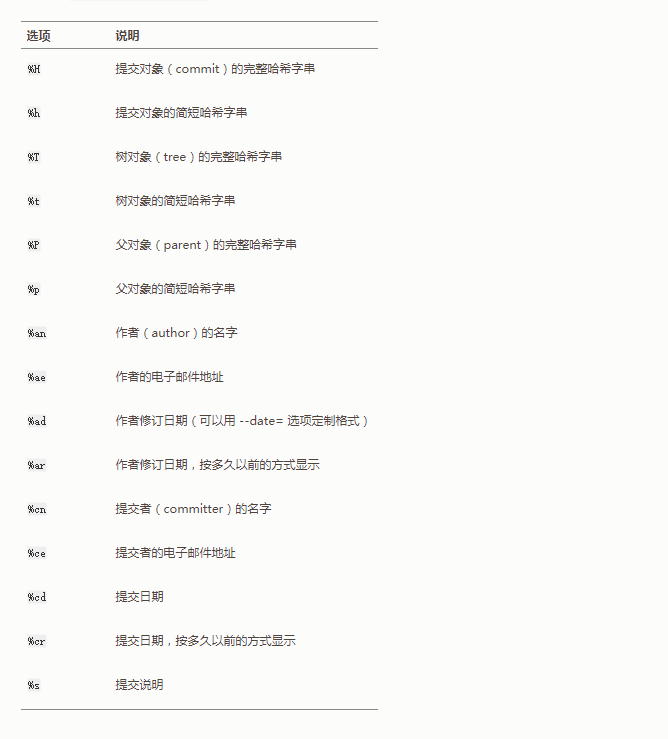 选项 说明
%H 提交对象（commit）的完整哈希字串
%h 提交对象的简短哈希字串
%T 树对象（tree）的完整哈希字串
%t 树对象的简短哈希字串
%P 父对象（parent）的完整哈希字串
%p 父对象的简短哈希字串
%an 作者（author）的名字
%ae 作者的电子邮件地址
%ad 作者修订日期（可以用 --date= 选项定制格式）
%ar 作者修订日期，按多久以前的方式显示
%cn 提交者（committer）的名字
%ce 提交者的电子邮件地址
%cd 提交日期
%cr 提交日期，按多久以前的方式显示
%s 提交说明